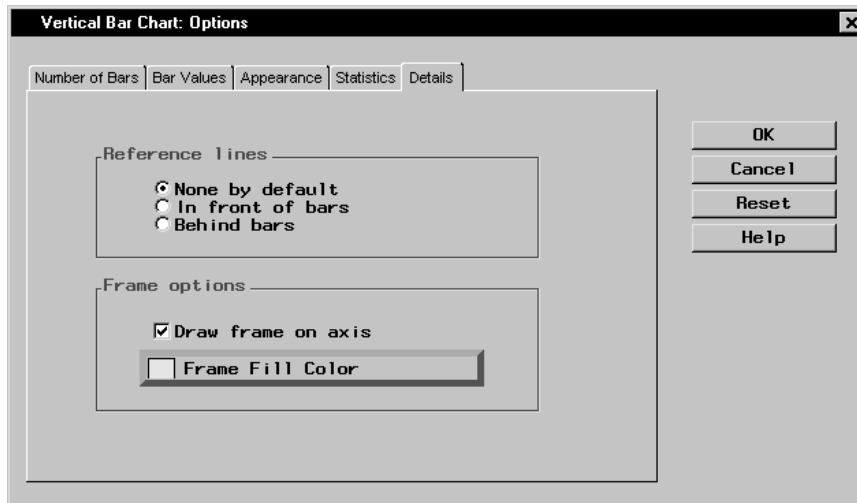 Vertical Bar Chart: Options
Number of Bars Bar Values Appearance Statistics Details
Reference lines
None by default
In front of bars
Behind bars
Frame options
Draw frame on axis
Frame Fill Color
OK
Cancel
Reset
Help